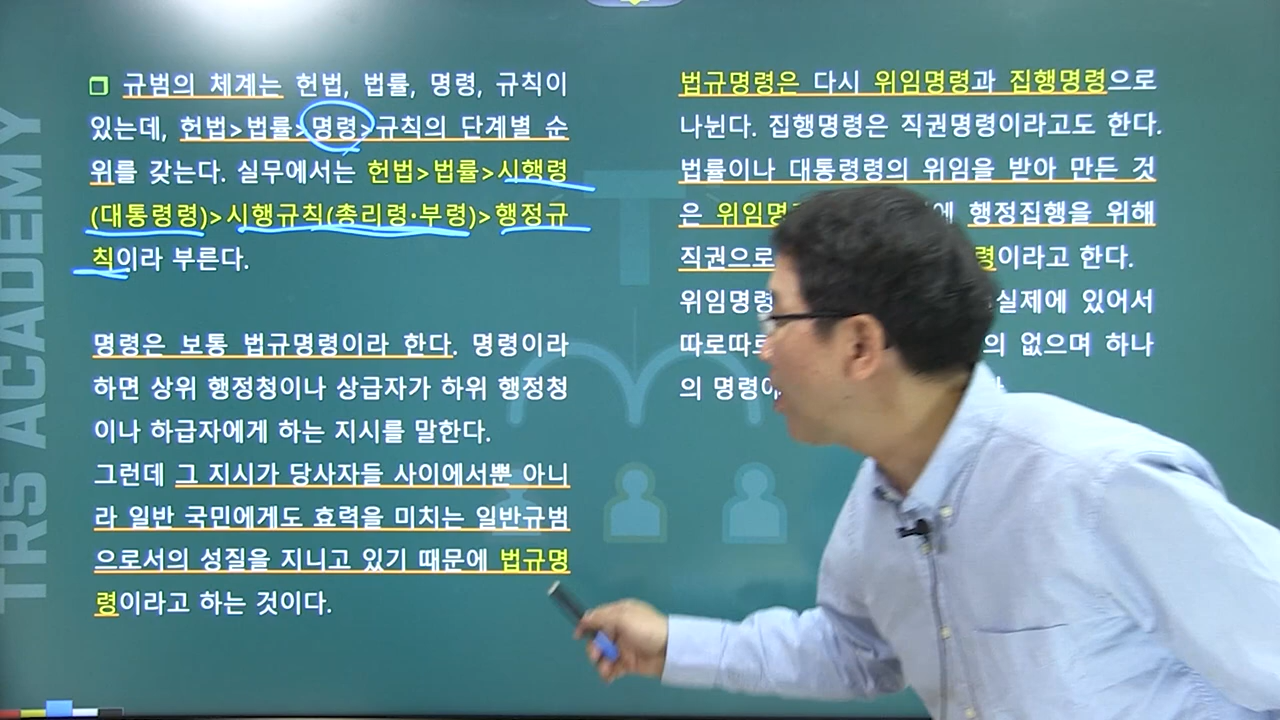 TRS ACADEMY
규범의 체계는 헌법, 법률, 명령, 규칙이
있는데, 헌법>법률>명령>규칙의 단계별 순
위를 갖는다. 실무에서는 헌법>법률>시행령
(대통령령)>시행규칙(총리령·부령)>행정규
칙이라 부른다.
명령은 보통 법규명령이라 한다. 명령이라
하면 상위 행정청이나 상급자가 하위 행정청
이나 하급자에게 하는 지시를 말한다.
그런데 그 지시가 당사자들 사이에서뿐 아니
라 일반 국민에게도 효력을 미치는 일반규범
으로서의 성질을 지니고 있기 때문에 법규명
령이라고 하는 것이다.
법규명령은 다시 위임명령과 집행명령으로
나뉜다. 집행명령은 직권명령이라고도 한다.
법률이나 대통령령의 위임을 받아 만든 것
은 위임명 에 행정집행을 위해
직권으로 령이라고 한다.
위임명령 실제에 있어서
따로따로 의 없으며 하나
의 명령에